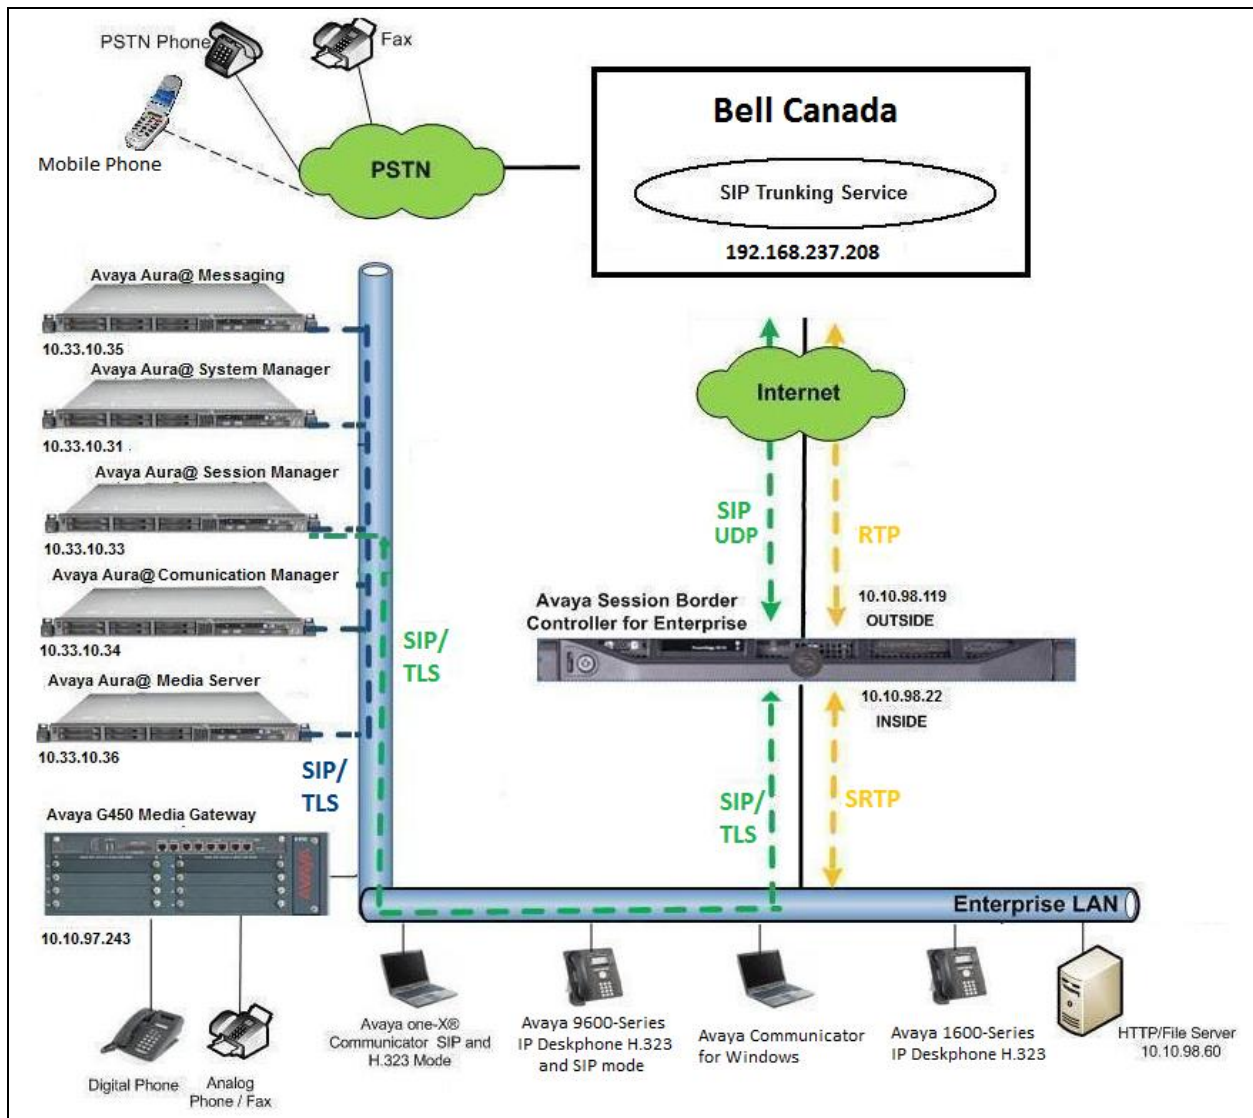 PSTN Phone
Fax
Mobile Phone
PSTN
Bell Canada
SIP Trunking Service
192.168.237.208
Avaya Aura@ Messaging
10.33.10.35
Avaya Aura@ System Manager
10.33.10.31
Avaya Aura@ Session Manager
10.33.10.33
Avaya Aura@ Comunication Manager
10.33.10.34
Avaya Aura@ Media Server
10.33.10.36
SIP/
TLS
SIP/
TLS
Internet
SIP
UDP
RTP
Avaya Session Border
Controller for Enterprise
10.10.98.119
OUTSIDE
10.10.98.22
INSIDE
SIP/
TLS
SRTP
Avaya G450 Media Gateway
AVAYA
10.10.97.243
Enterprise LAN
Digital Phone
Analog
Phone / Fax
Avaya one-X®
Communicator SIP and
H.323 Mode
Avaya 9600-Series
IP Deskphone H.323
and SIP mode
Avaya Communicator
for Windows
Avaya 1600-Series
IP Deskphone H.323
HTTP/File Server
10.10.98.60